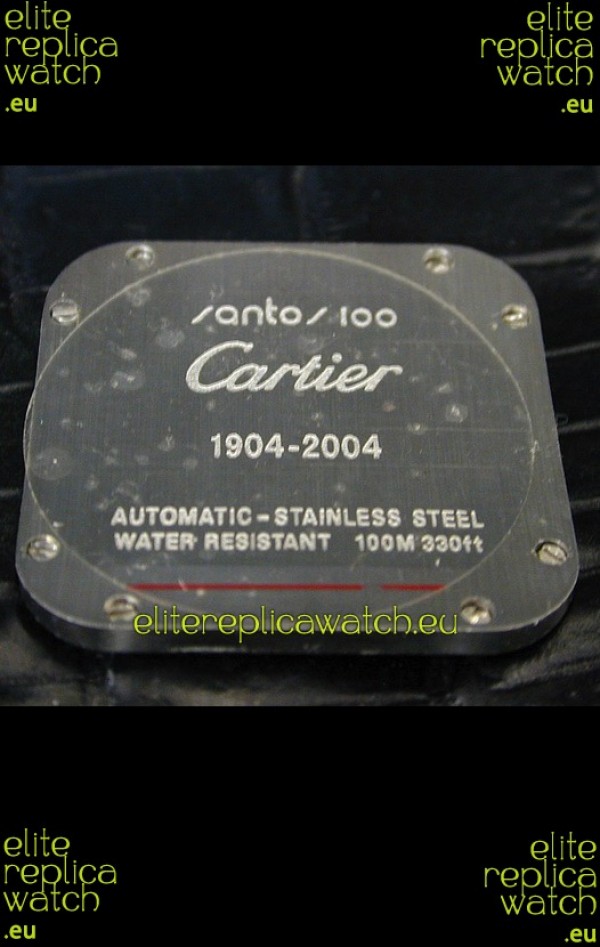 elite
replica
watch
.eu
elite
replica
watch
.eu
santos 100
Cartier
1904-2004
AUTOMATIC-STAINLESS STEEL
WATER RESISTANT 100M 330ft
elitereplicawatch.eu
elite
replica
watch
.eu
elite
replica
watch
.eu